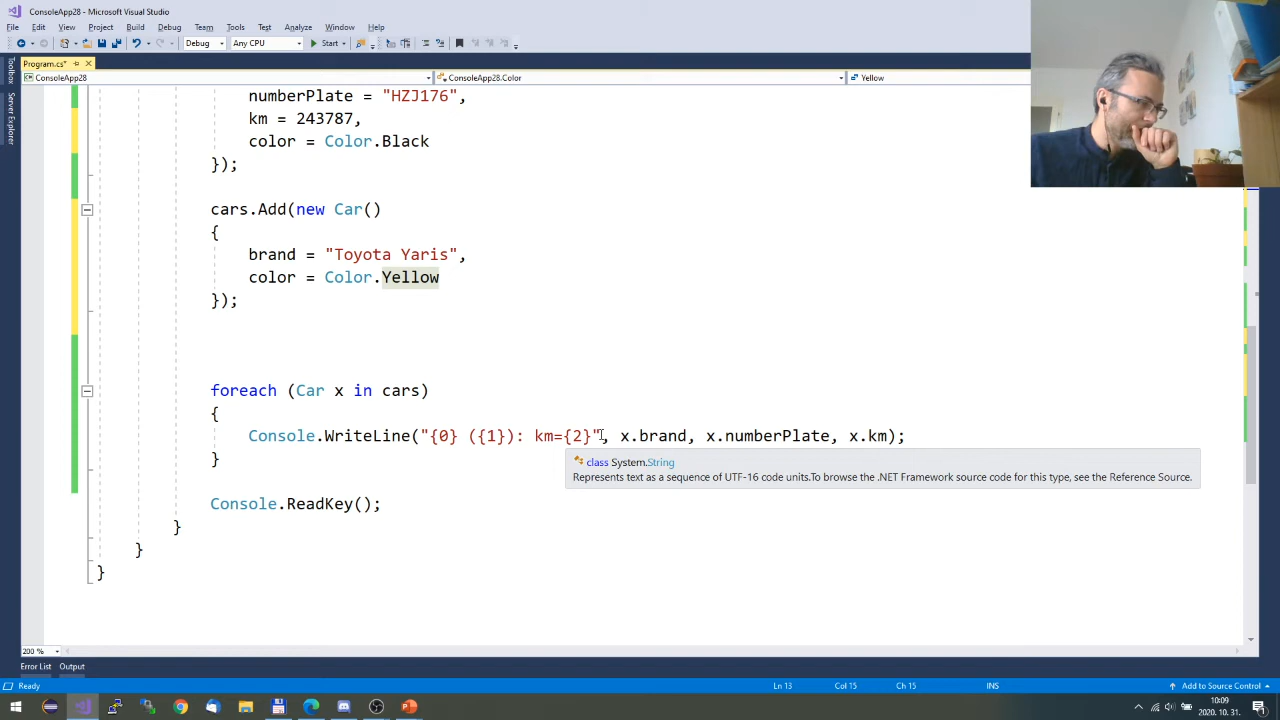 ConsoleApp28 - Microsoft Visual Studio
File Edit View Project Build Debug Team Tools Test Analyze Window Help
Debug Any CPU Start
Program.cs*
ConsoleApp28 ConsoleApp28.Color Yellow
Toolbox
Server Explorer
numberPlate = "HZJ176",
km = 243787,
color = Color.Black
});
cars.Add(new Car()
{
brand = "Toyota Yaris",
color = Color.Yellow
});
foreach (Car x in cars)
{
Console.WriteLine("{0} ({1}): km={2}", x.brand, x.numberPlate, x.km);
class System.String
Represents text as a sequence of UTF-16 code units.To browse the .NET Framework source code for this type, see the Reference Source.
}
Console.ReadKey();
}
}
}
200 %
Error List Output
Ready Ln 13 Col 15 Ch 15 INS Add to Source Control
10:09
2020. 10. 31.